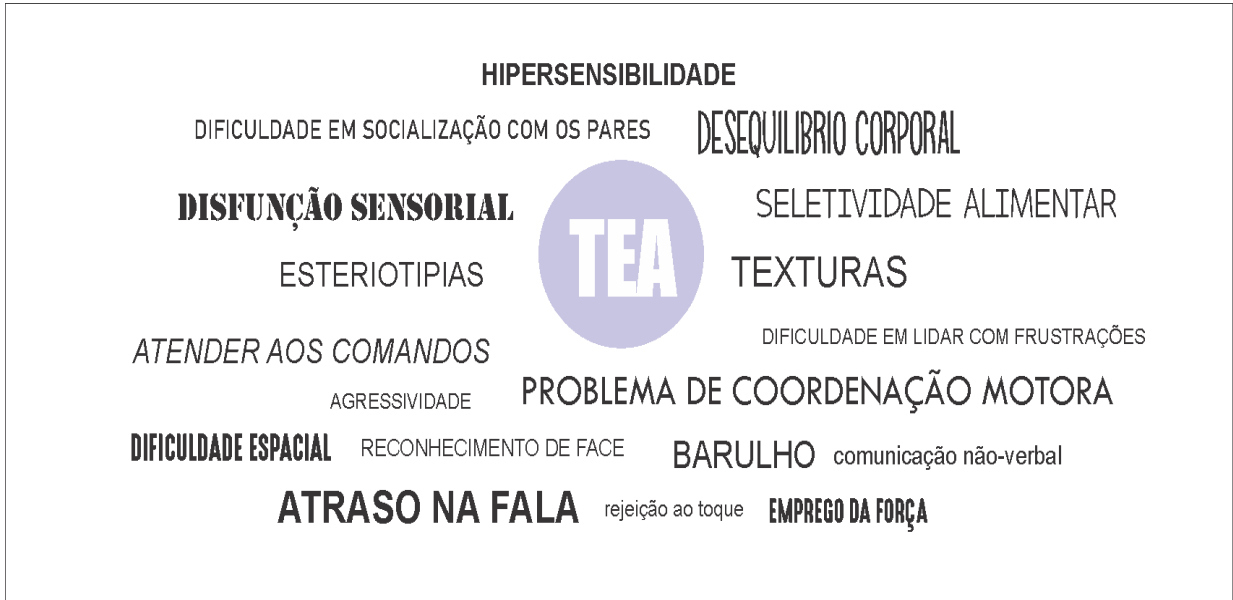 HIPERSENSIBILIDADE
DIFICULDADE EM SOCIALIZAÇÃO COM OS PARES
DESEQUILIBRIO CORPORAL
DISFUNÇÃO SENSORIAL
TEA
SELETIVIDADE ALIMENTAR
ESTERIOTIPIAS
TEXTURAS
ATENDER AOS COMANDOS
DIFICULDADE EM LIDAR COM FRUSTRAÇÕES
AGRESSIVIDADE
PROBLEMA DE COORDENAÇÃO MOTORA
DIFICULDADE ESPACIAL
RECONHECIMENTO DE FACE
BARULHO
comunicação não-verbal
ATRASO NA FALA
rejeição ao toque
EMPREGO DA FORÇA